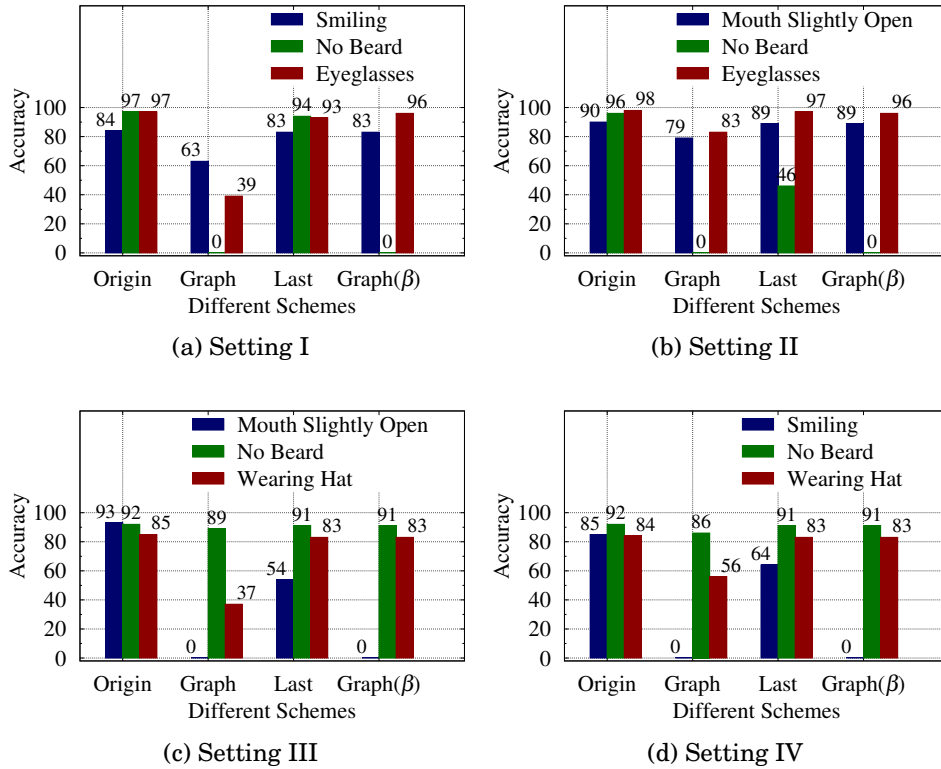 Smiling
No Beard
Eyeglasses
Accuracy
100
80
60
40
20
0
84
97
97
63
0
39
83
94
93
83
0
96
Origin Graph Last Graph(β)
Different Schemes
(a) Setting I
Mouth Slightly Open
No Beard
Eyeglasses
Accuracy
100
80
60
40
20
0
90
96
98
79
0
83
89
46
97
89
0
96
Origin Graph Last Graph(β)
Different Schemes
(b) Setting II
Mouth Slightly Open
No Beard
Wearing Hat
Accuracy
100
80
60
40
20
0
93
92
85
0
89
37
54
91
83
0
91
83
Origin Graph Last Graph(β)
Different Schemes
(c) Setting III
Smiling
No Beard
Wearing Hat
Accuracy
100
80
60
40
20
0
85
92
84
0
86
56
64
91
83
0
91
83
Origin Graph Last Graph(β)
Different Schemes
(d) Setting IV